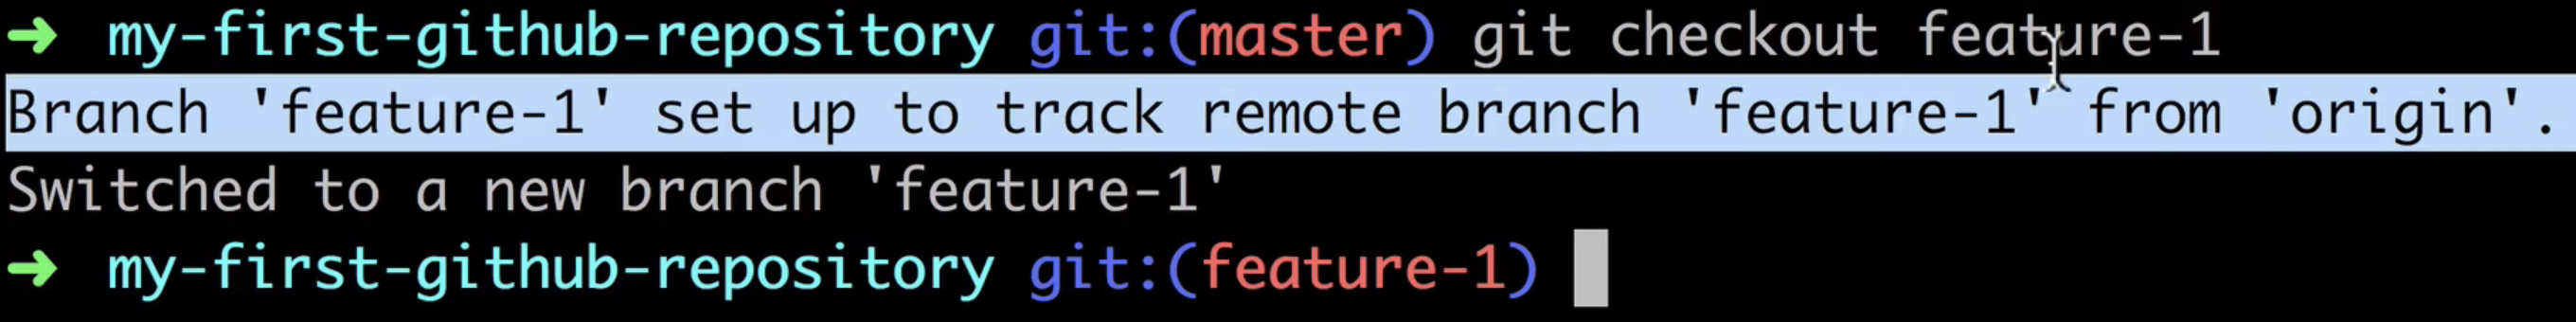 ➜ my-first-github-repository git:(master) git checkout feature-1
Branch 'feature-1' set up to track remote branch 'feature-1' from 'origin'.
Switched to a new branch 'feature-1'
➜ my-first-github-repository git:(feature-1)